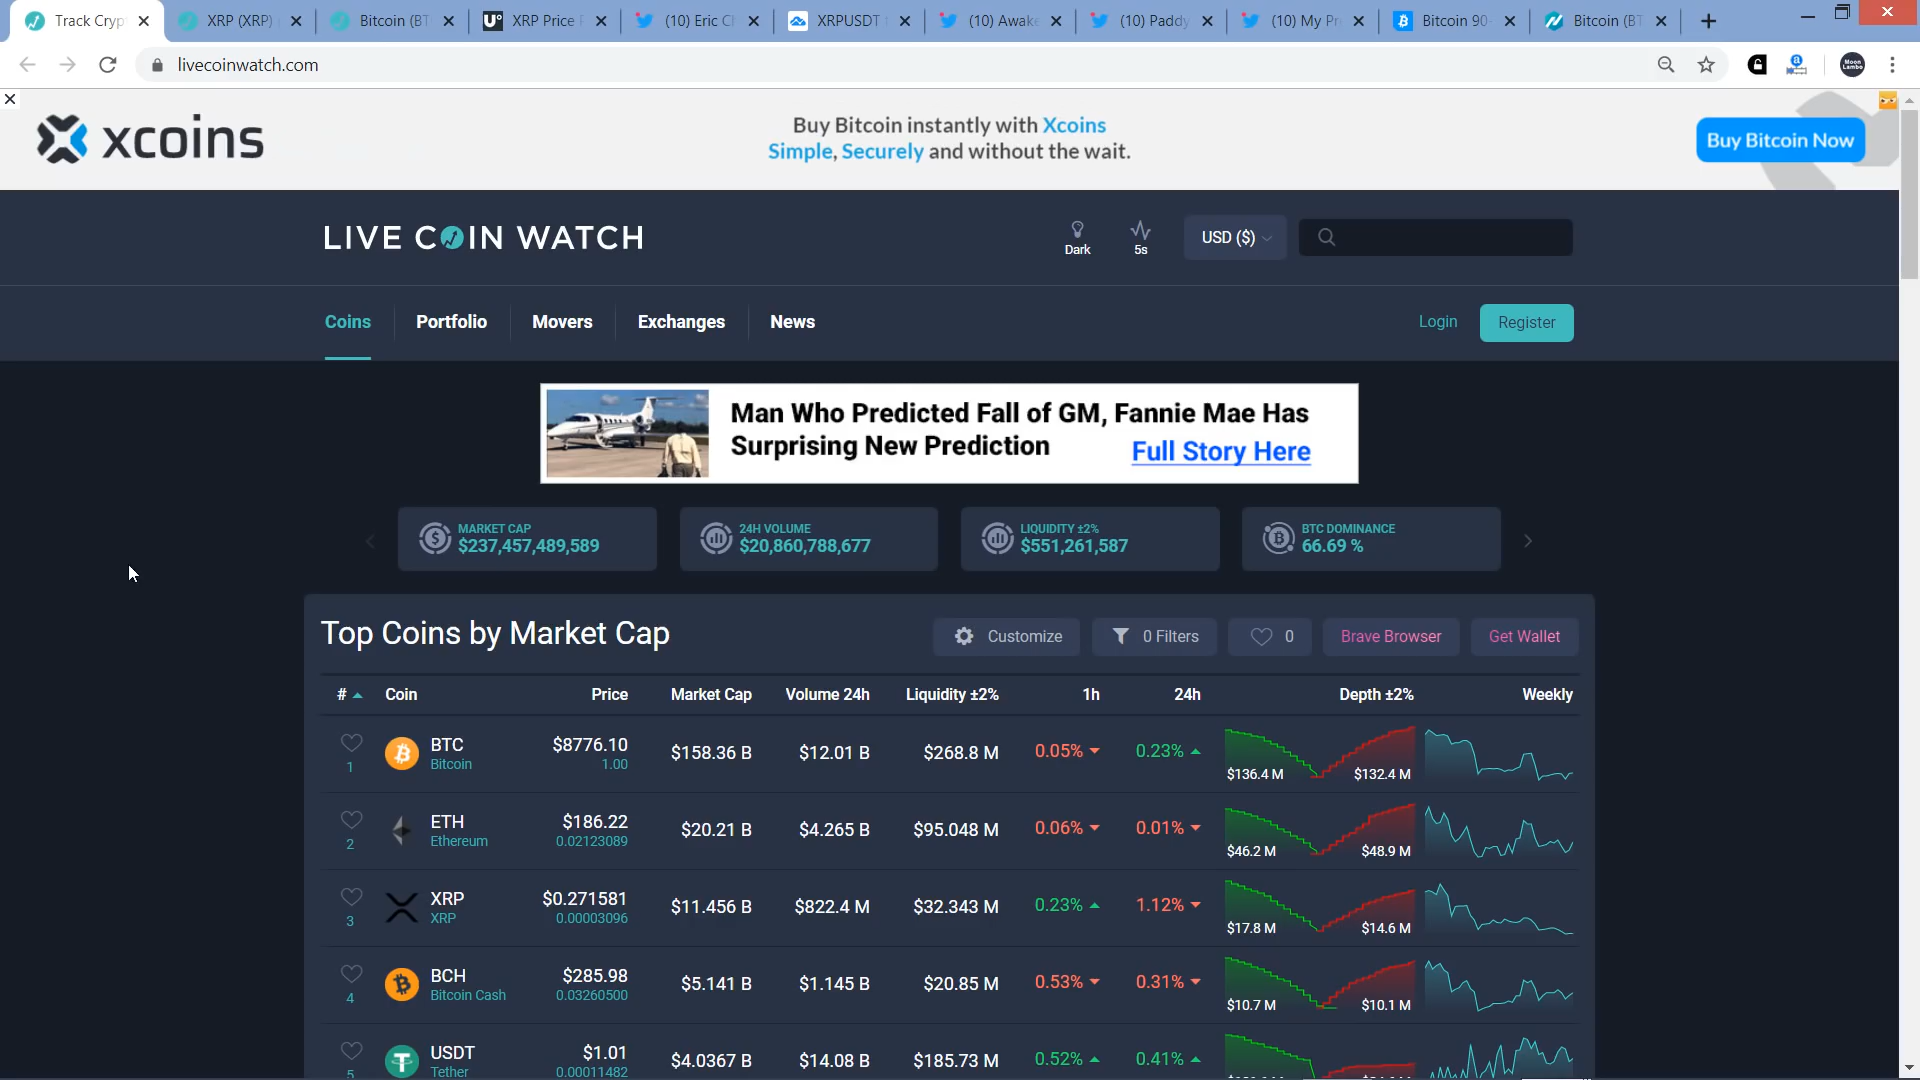 Track Cryp
XRP (XRP)
Bitcoin (BT
XRP Price
(10) Eric C
XRPUSDT
(10) Awake
(10) Paddy
(10) My Pr
Bitcoin 90
Bitcoin (BT
livecoinwatch.com
Moon Lambo
xcoins
Buy Bitcoin instantly with Xcoins
Simple, Securely and without the wait.
Buy Bitcoin Now
LIVE COIN WATCH
Dark
5s
USD ($)
Coins
Portfolio
Movers
Exchanges
News
Login
Register
Man Who Predicted Fall of GM, Fannie Mae Has
Surprising New Prediction
Full Story Here
MARKET CAP
$237,457,489,589
24H VOLUME
$20,860,788,677
LIQUIDITY ±2%
$551,261,587
BTC DOMINANCE
66.69 %
Top Coins by Market Cap
Customize
0 Filters
0
Brave Browser
Get Wallet
# Coin Price Market Cap Volume 24h Liquidity ±2% 1h 24h Depth ±2% Weekly
1 BTC Bitcoin $8776.10 1.00 $158.36 B $12.01 B $268.8 M 0.05% 0.23% $136.4 M $132.4 M
2 ETH Ethereum $186.22 0.02123089 $20.21 B $4.265 B $95.048 M 0.06% 0.01% $46.2 M $48.9 M
3 XRP XRP $0.271581 0.00003096 $11.456 B $822.4 M $32.343 M 0.23% 1.12% $17.8 M $14.6 M
4 BCH Bitcoin Cash $285.98 0.03260500 $5.141 B $1.145 B $20.85 M 0.53% 0.31% $10.7 M $10.1 M
5 USDT Tether $1.01 0.00011482 $4.0367 B $14.08 B $185.73 M 0.52% 0.41%